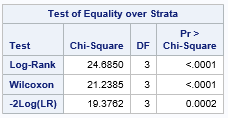 Test of Equality over Strata
Test Chi-Square DF Pr > Chi-Square
Log-Rank 24.6850 3 <.0001
Wilcoxon 21.2385 3 <.0001
-2Log(LR) 19.3762 3 0.0002